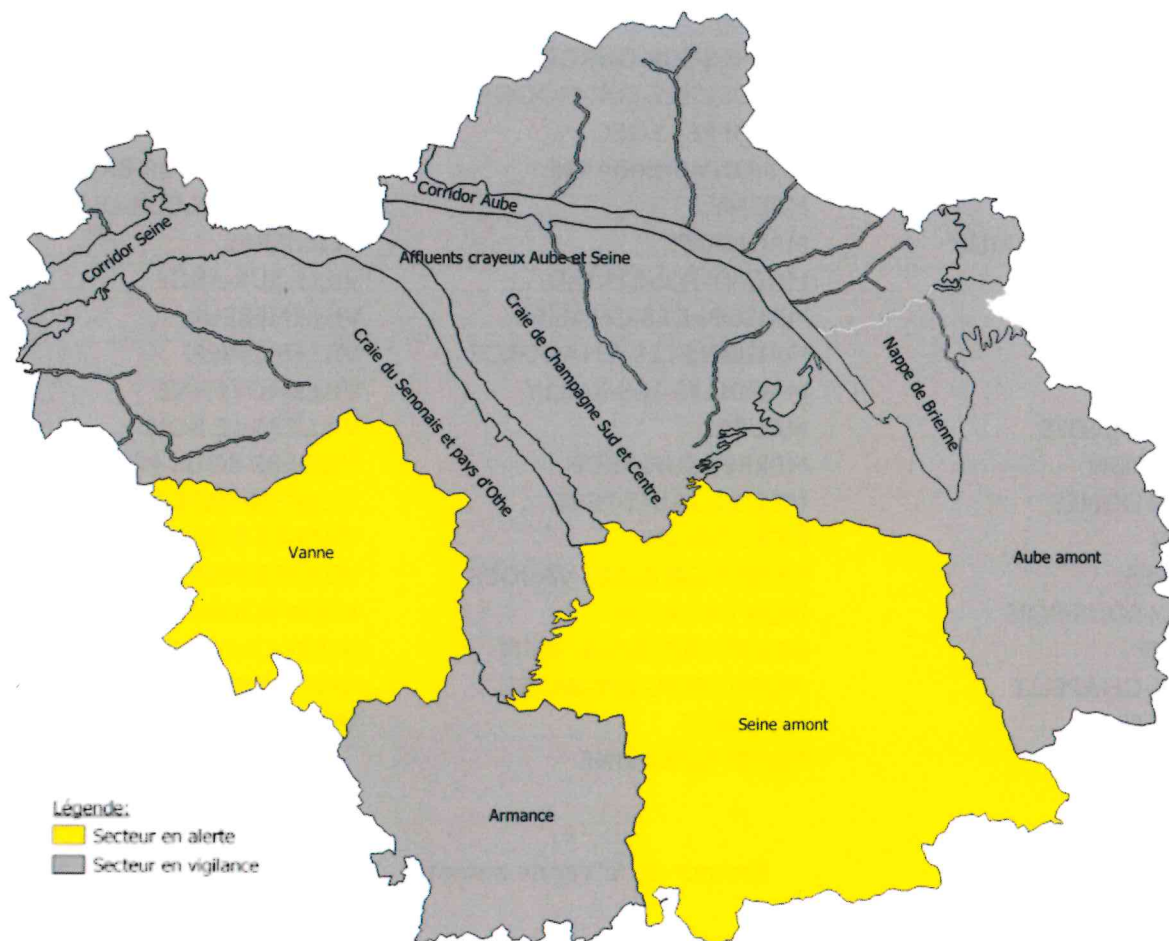 Corridor Aube
Corridor Seine
Affluents crayeux Aube et Seine
Craie de Champagne Sud et Centre
Craie du Senonais et pays d'Othe
Nappe de Brienne
Vanne
Aube amont
Seine amont
Armance
Légende:
Secteur en alerte
Secteur en vigilance